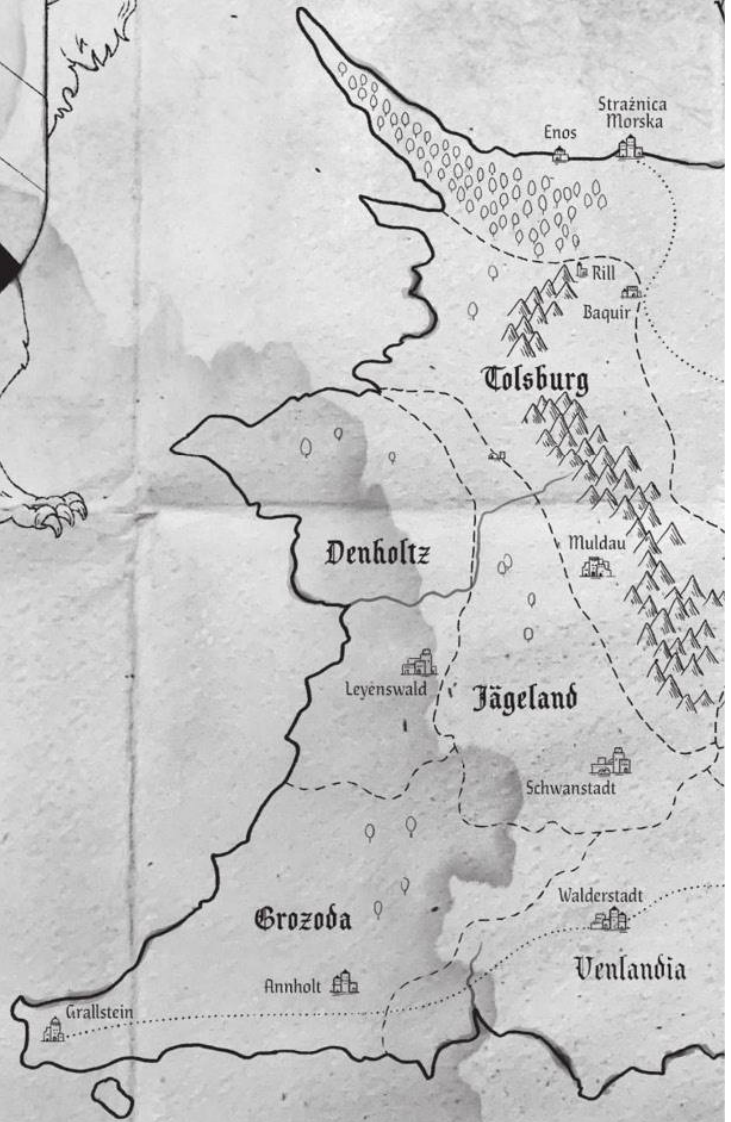 Strażnica
Morska
Enos
Rill
Baquir
Tolsburg
Denholtz
Muldau
Leyenswald
Jägeland
Schwanstadt
Walderstadt
Grozoda
Venlandia
Annholt
Grallstein